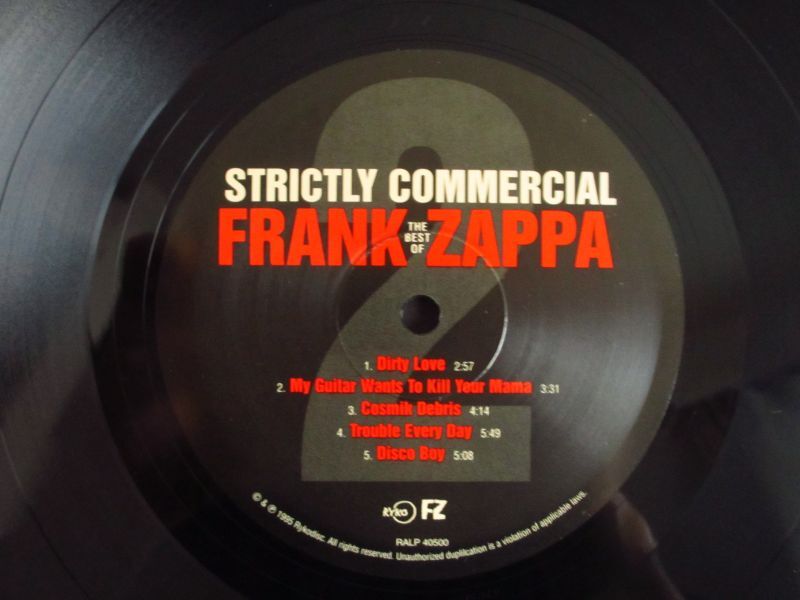 2
STRICTLY COMMERCIAL
FRANK THE BEST OF ZAPPA
1. Dirty Love 2:57
2. My Guitar Wants To Kill Your Mama 3:31
3. Cosmik Debris 4:14
4. Trouble Every Day 5:49
5. Disco Boy 5:08
RYKO FZ
RALP 40500
© & ℗ 1995 Rykodisc. All rights reserved. Unauthorized duplication is a violation of applicable laws.